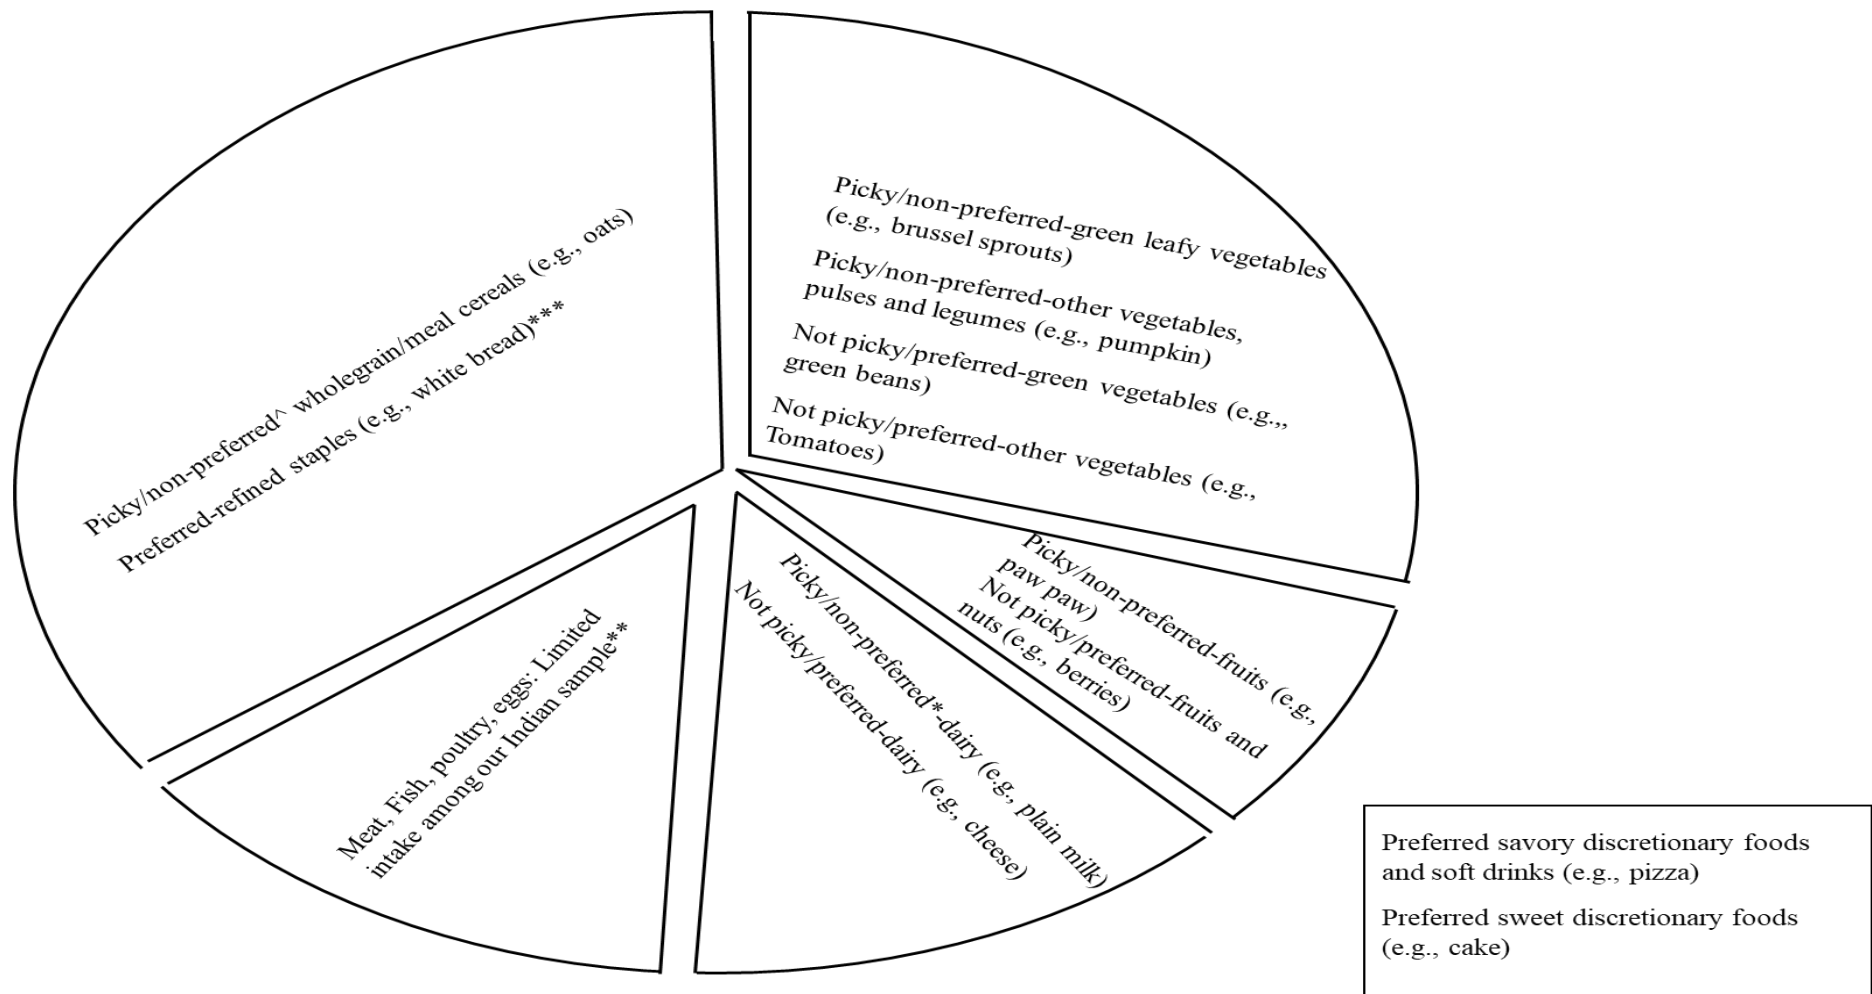 Picky/non-preferred^ wholegrain/meal cereals (e.g., oats)
Preferred-refined staples (e.g., white bread)***
Picky/non-preferred-green leafy vegetables
(e.g., brussel sprouts)
Picky/non-preferred-other vegetables,
pulses and legumes (e.g., pumpkin)
Not picky/preferred-green vegetables (e.g.,,
green beans)
Not picky/preferred-other vegetables (e.g.,
Tomatoes)
Picky/non-preferred-fruits (e.g.,
paw paw)
Not picky/preferred-fruits and
nuts (e.g., berries)
Picky/non-preferred*-dairy (e.g., plain milk)
Not picky/preferred-dairy (e.g., cheese)
Meat, Fish, poultry, eggs: Limited
intake among our Indian sample**
Preferred savory discretionary foods
and soft drinks (e.g., pizza)
Preferred sweet discretionary foods
(e.g., cake)